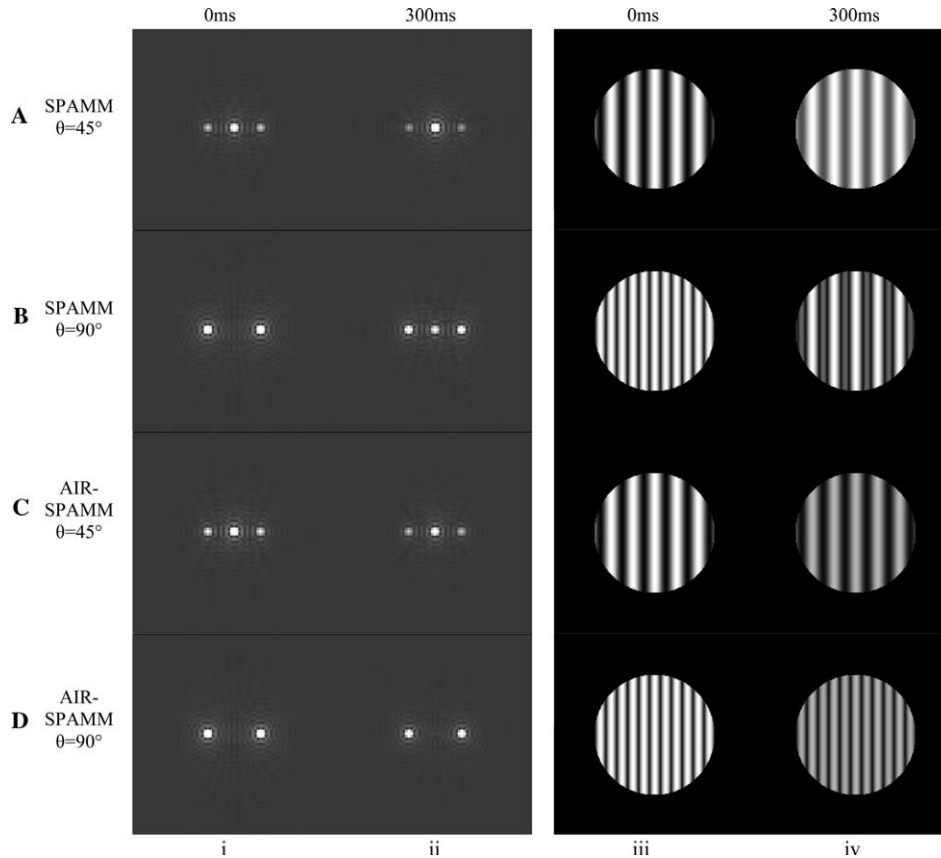 0ms 300ms 0ms 300ms
A SPAMM
θ=45°
B SPAMM
θ=90°
C AIR-
SPAMM
θ=45°
D AIR-
SPAMM
θ=90°
i ii iii iv